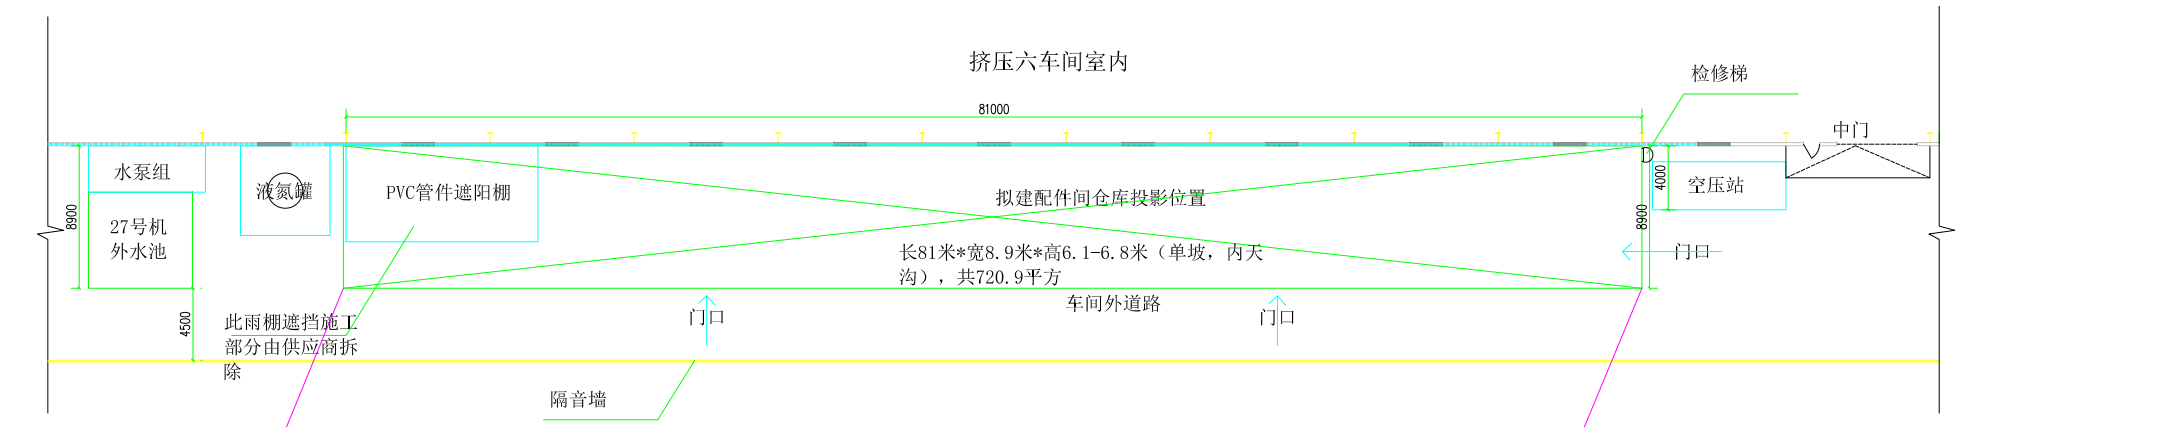 挤压六车间室内
检修梯
81000
中门
水泵组
液氮罐
PVC管件遮阳棚
拟建配件间仓库投影位置
4000
空压站
8900
27号机
外水池
8900
长81米*宽8.9米*高6.1-6.8米（单坡，内天
沟），共720.9平方
门口
车间外道路
门口
门口
4500
此雨棚遮挡施工
部分由供应商拆
除
隔音墙